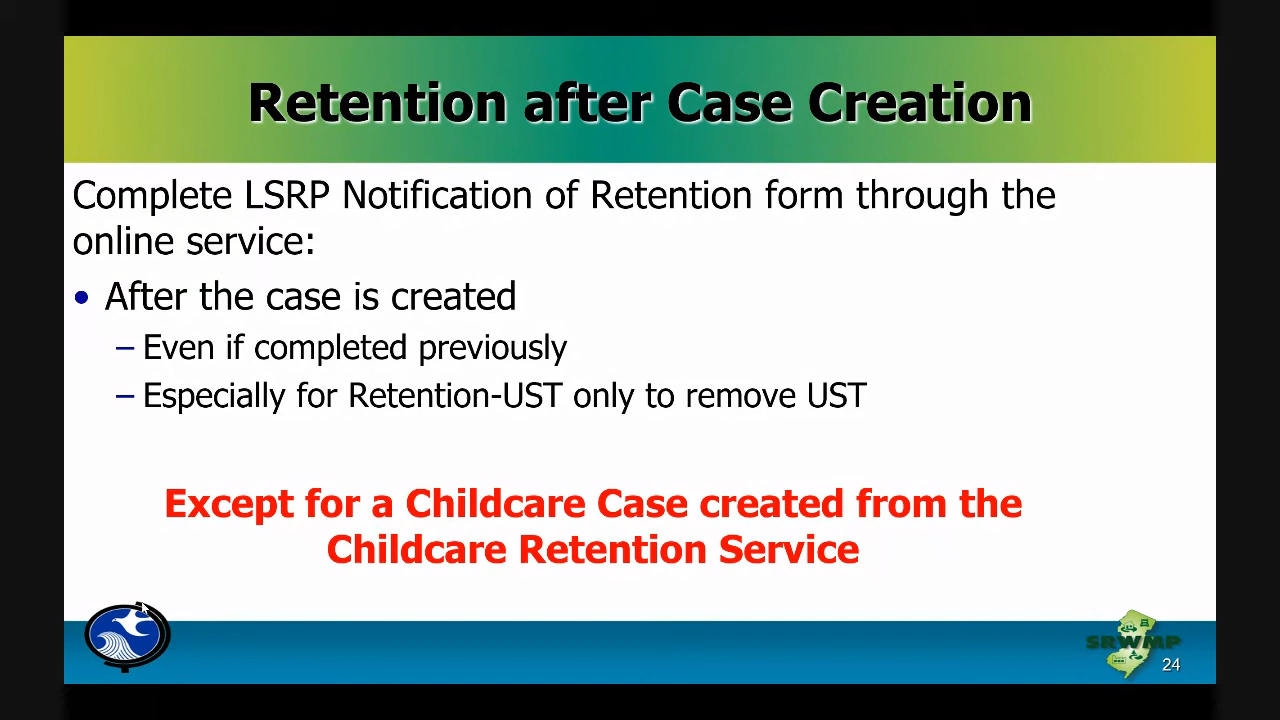 Retention after Case Creation
Complete LSRP Notification of Retention form through the
online service:
• After the case is created
– Even if completed previously
– Especially for Retention-UST only to remove UST
Except for a Childcare Case created from the
Childcare Retention Service
SRWMP
24